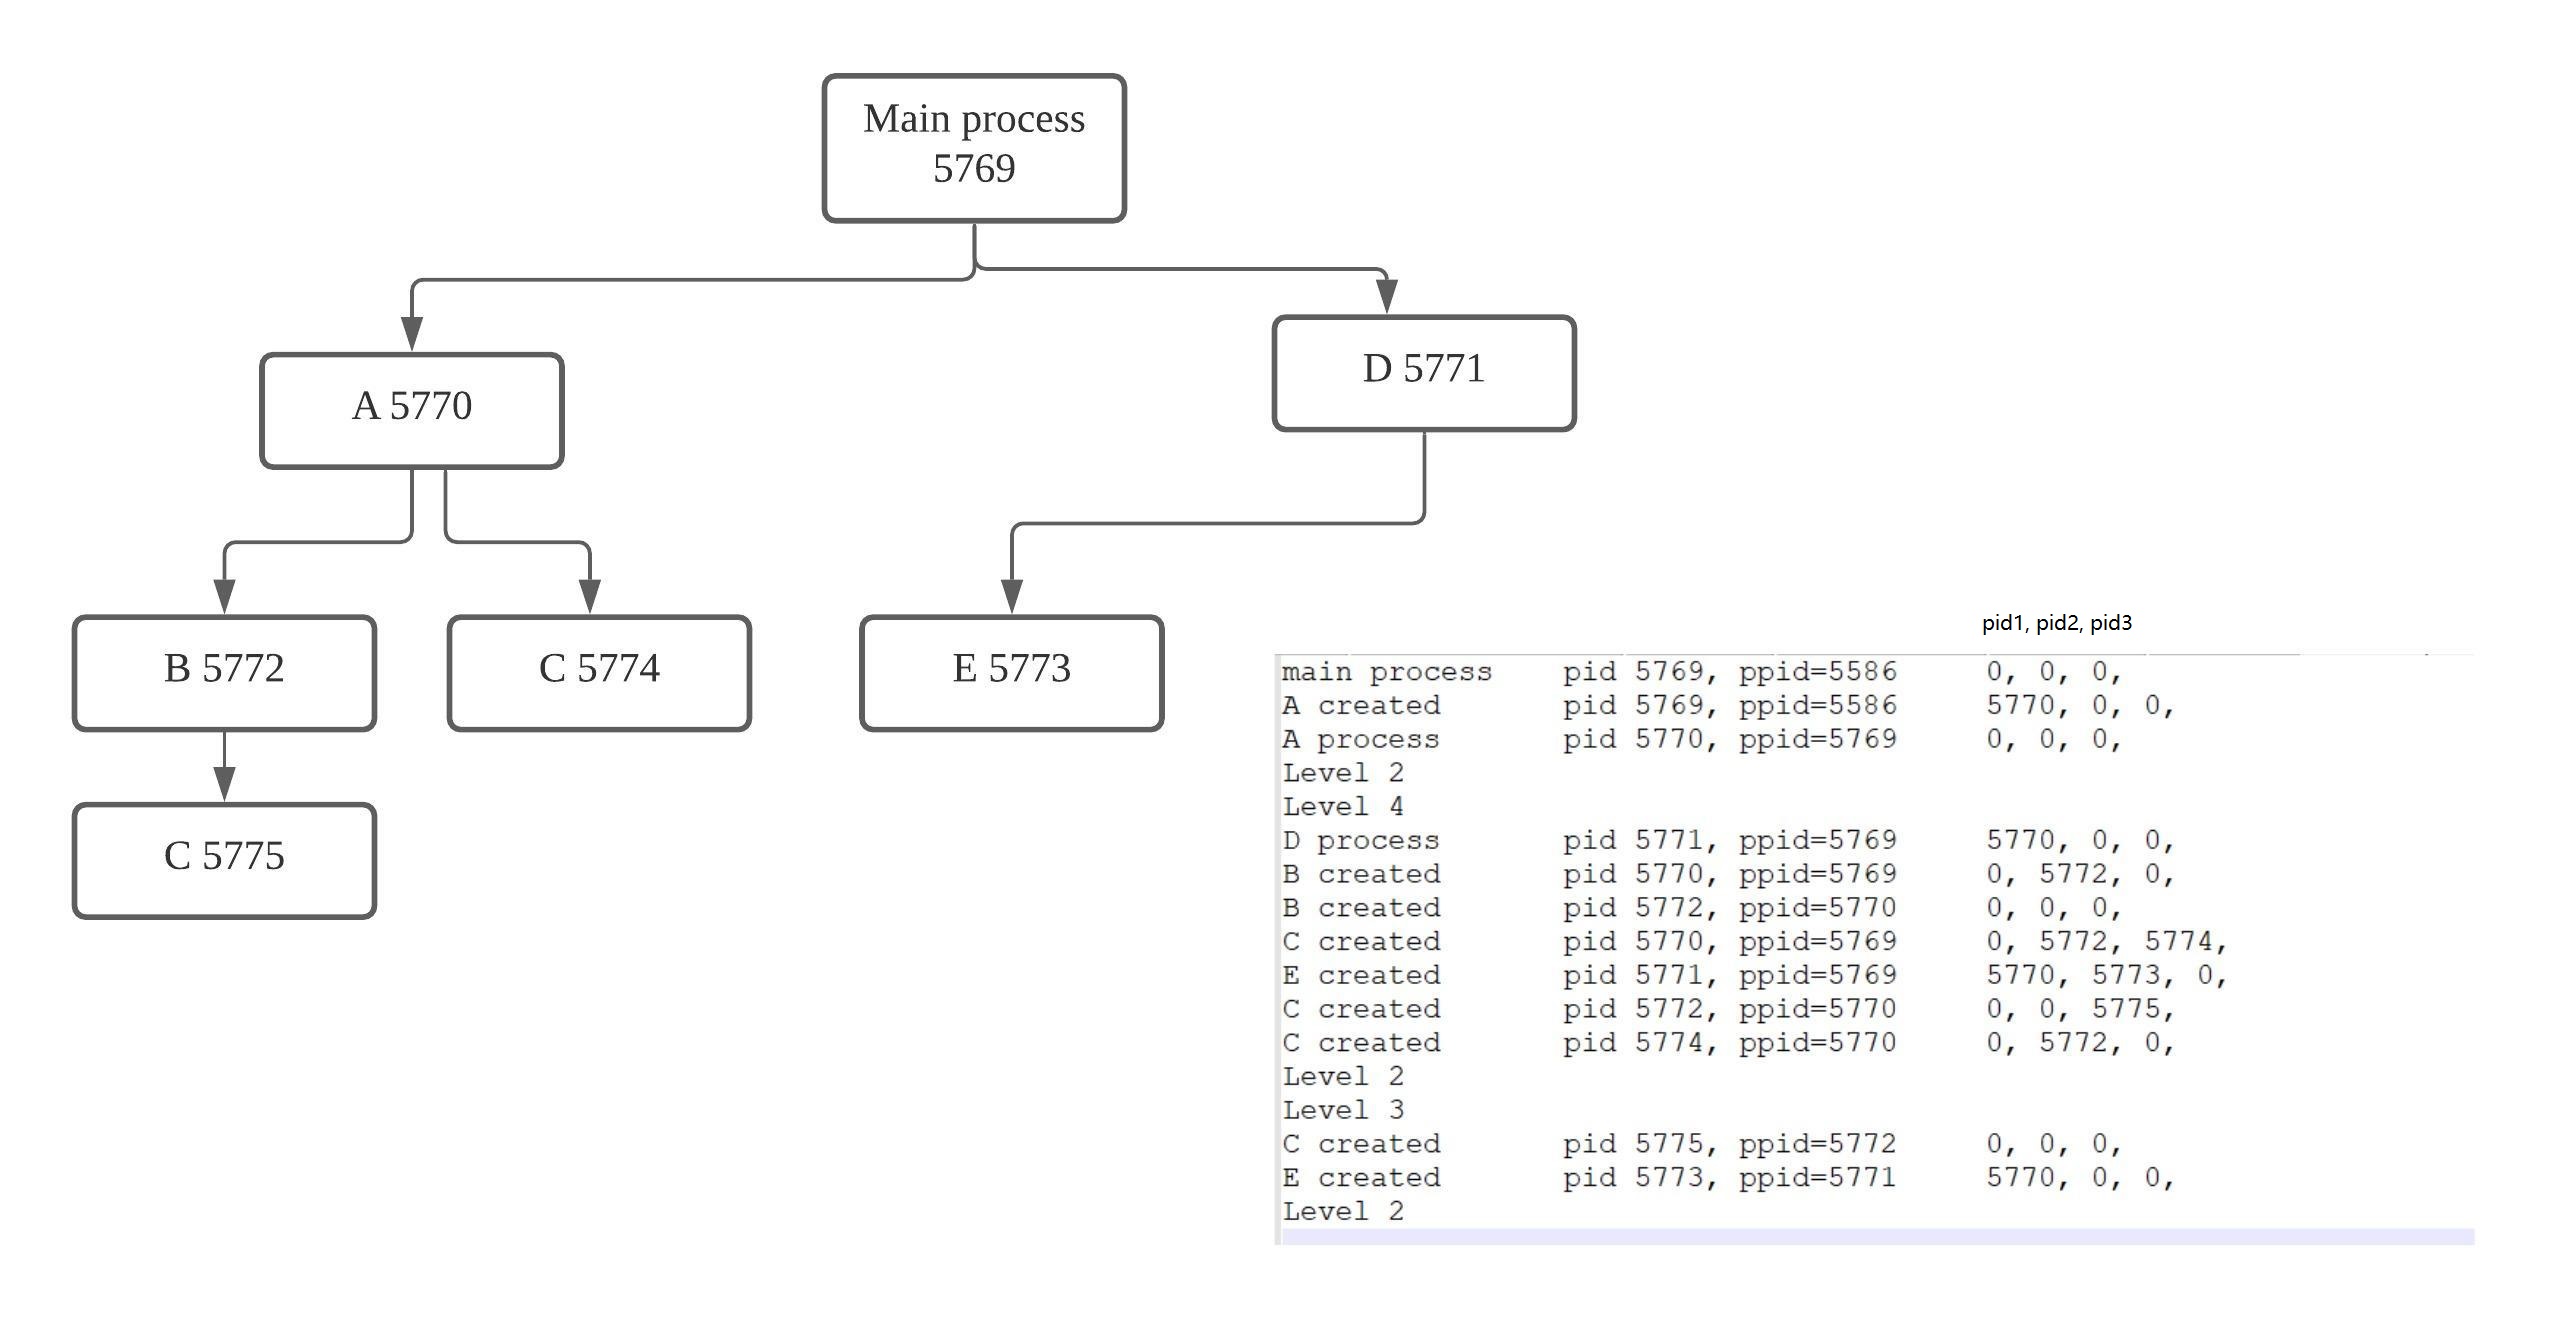 Main process
5769
A 5770
D 5771
B 5772
C 5774
E 5773
C 5775
pid1, pid2, pid3
main process pid 5769, ppid=5586 0, 0, 0,
A created pid 5769, ppid=5586 5770, 0, 0,
A process pid 5770, ppid=5769 0, 0, 0,
Level 2
Level 4
D process pid 5771, ppid=5769 5770, 0, 0,
B created pid 5770, ppid=5769 0, 5772, 0,
B created pid 5772, ppid=5770 0, 0, 0,
C created pid 5770, ppid=5769 0, 5772, 5774,
E created pid 5771, ppid=5769 5770, 5773, 0,
C created pid 5772, ppid=5770 0, 0, 5775,
C created pid 5774, ppid=5770 0, 5772, 0,
Level 2
Level 3
C created pid 5775, ppid=5772 0, 0, 0,
E created pid 5773, ppid=5771 5770, 0, 0,
Level 2